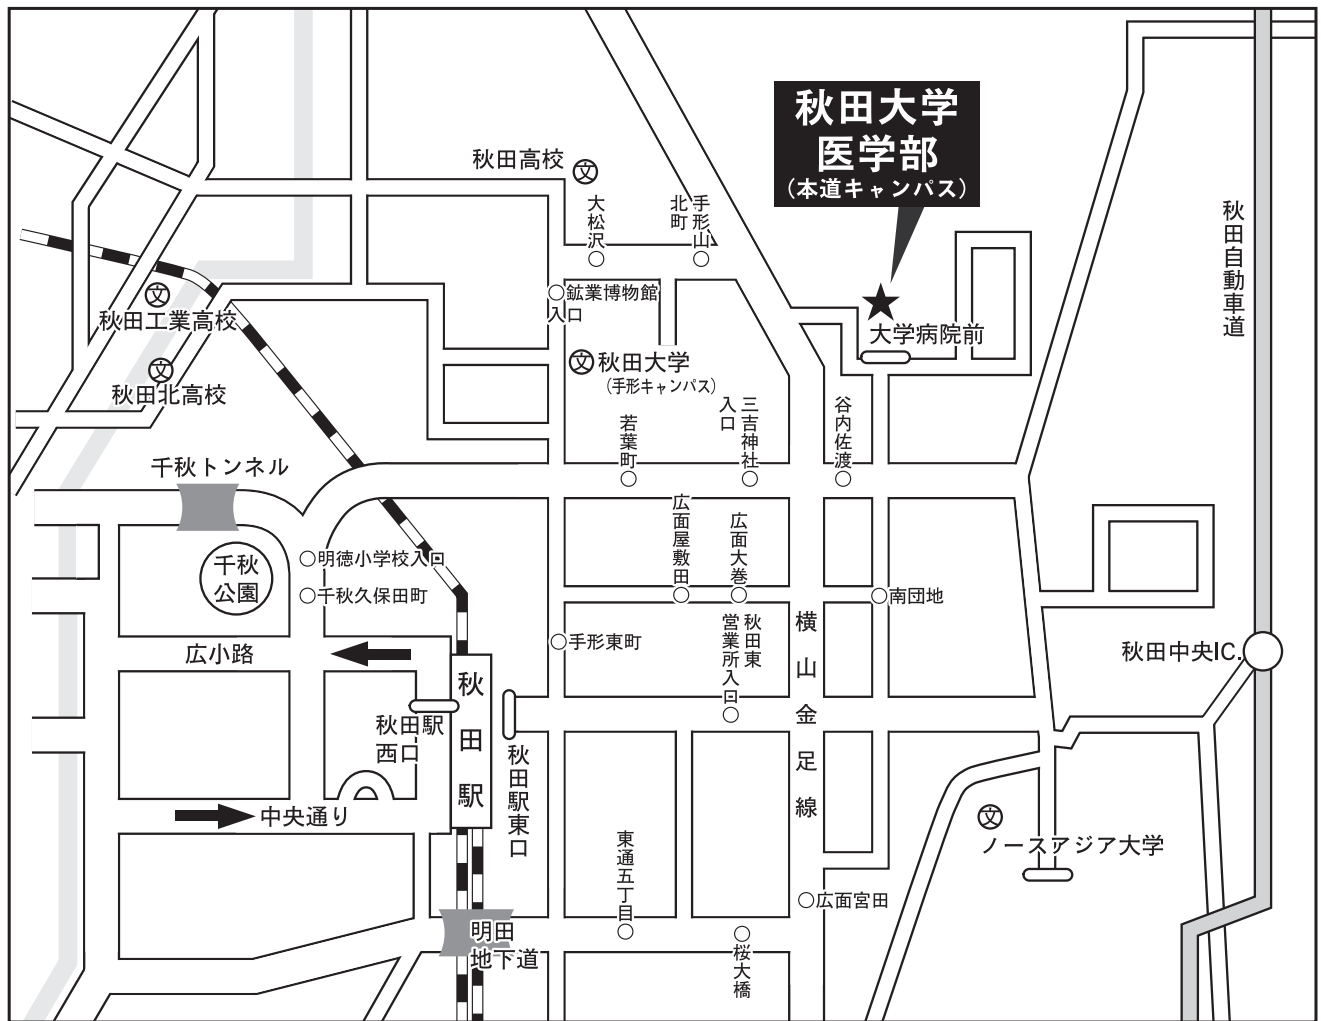 秋田大学
医学部
（本道キャンパス）
秋田高校
文
大松沢
手形山
北町
秋田自動車道
文
秋田工業高校
鉱業博物館
入口
大学病院前
文
秋田北高校
文
秋田大学
（手形キャンパス）
若葉町
三吉神社
入口
谷内佐渡
千秋トンネル
広面屋敷田
広面大巻
千秋
公園
明徳小学校入口
千秋久保田町
南団地
手形東町
秋田東
営業所入口
横山金足線
秋田中央IC.
広小路
秋田駅
秋田駅
西口
秋田駅東口
中央通り
文
ノースアジア大学
東通五丁目
広面宮田
明田
地下道
桜大橋